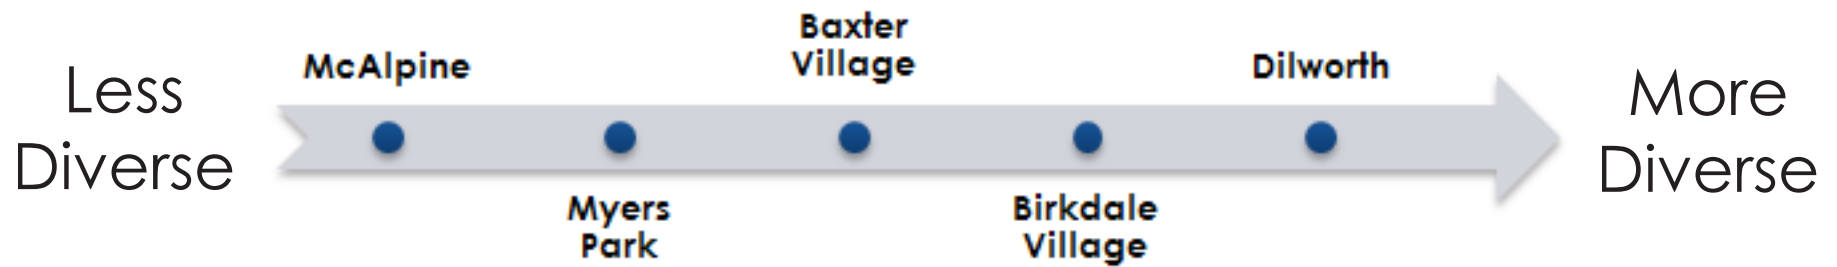 Less
Diverse
McAlpine
Myers
Park
Baxter
Village
Birkdale
Village
Dilworth
More
Diverse